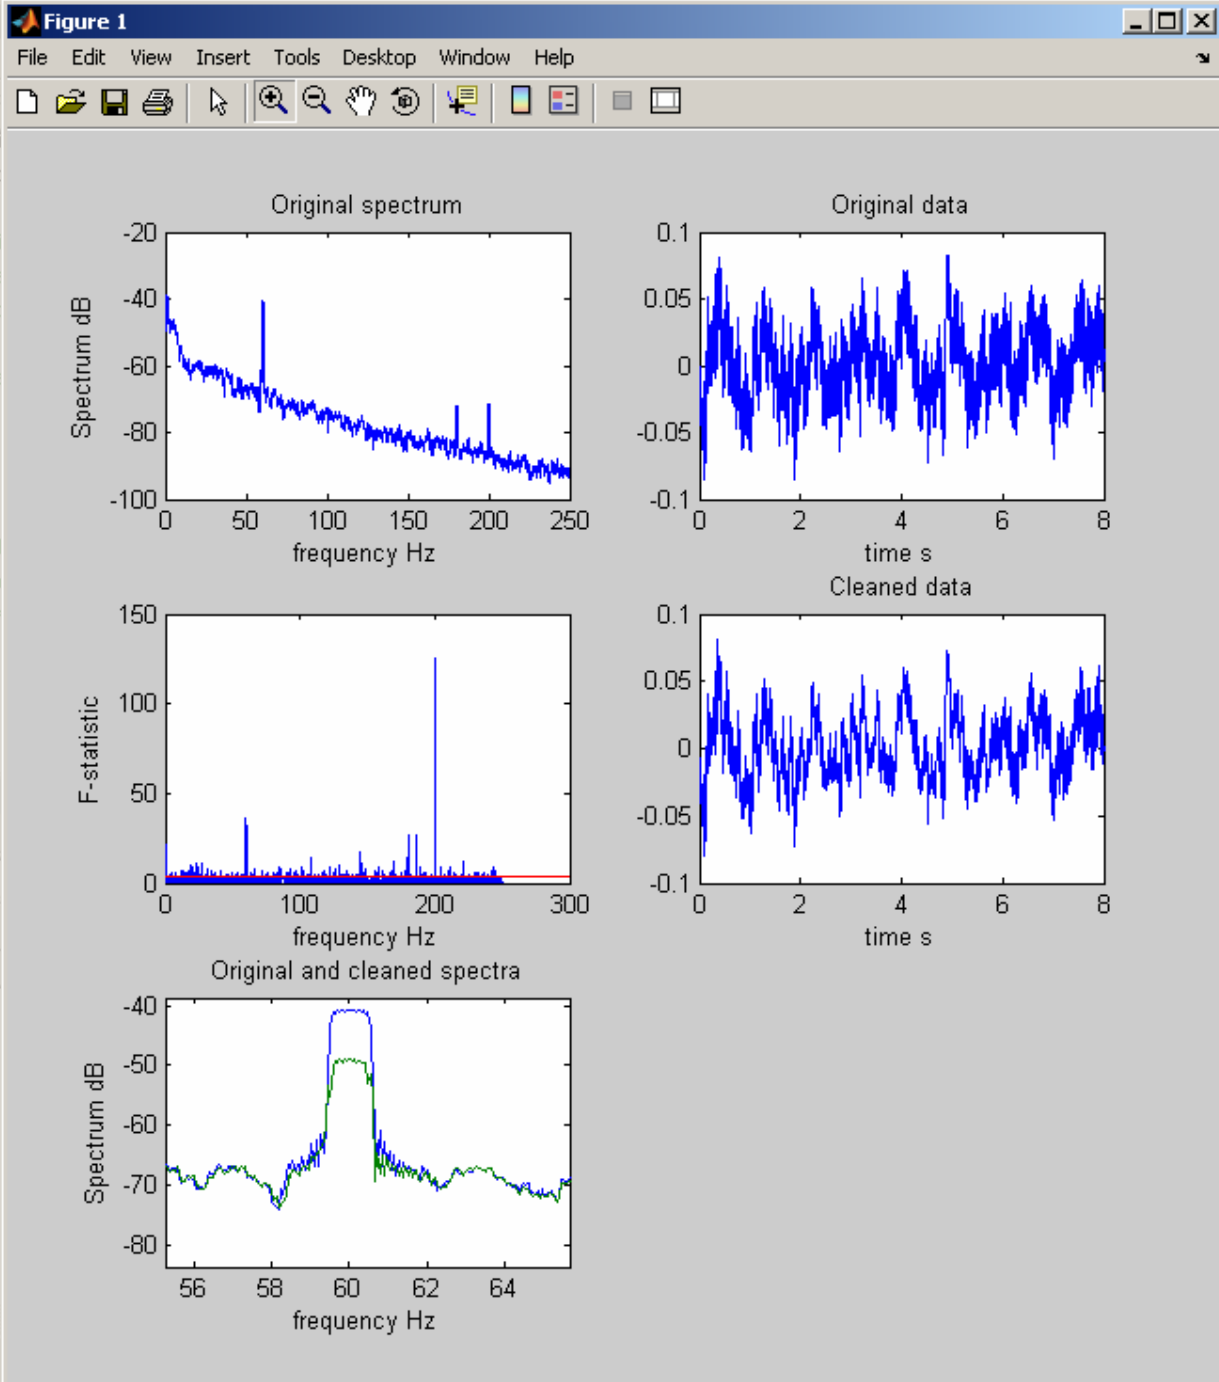 Figure 1
File Edit View Insert Tools Desktop Window Help
Original spectrum
Spectrum dB
-20
-40
-60
-80
-100
0 50 100 150 200 250
frequency Hz
Original data
0.1
0.05
0
-0.05
-0.1
0 2 4 6 8
time s
F-statistic
150
100
50
0
0 100 200 300
frequency Hz
Cleaned data
0.1
0.05
0
-0.05
-0.1
0 2 4 6 8
time s
Original and cleaned spectra
Spectrum dB
-40
-50
-60
-70
-80
56 58 60 62 64
frequency Hz